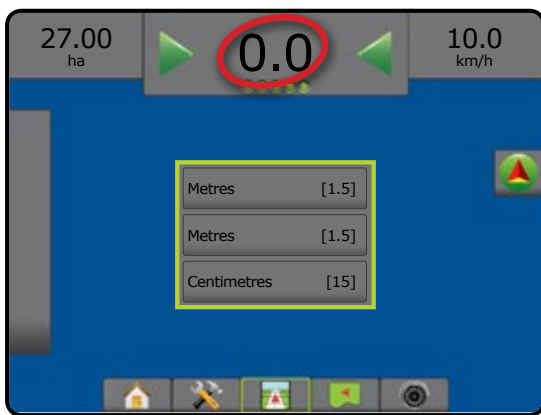 27.00
ha
0.0
10.0
km/h
Metres [1.5]
Metres [1.5]
Centimetres [15]